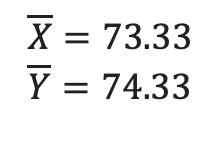 X̅ = 73.33
Y̅ = 74.33